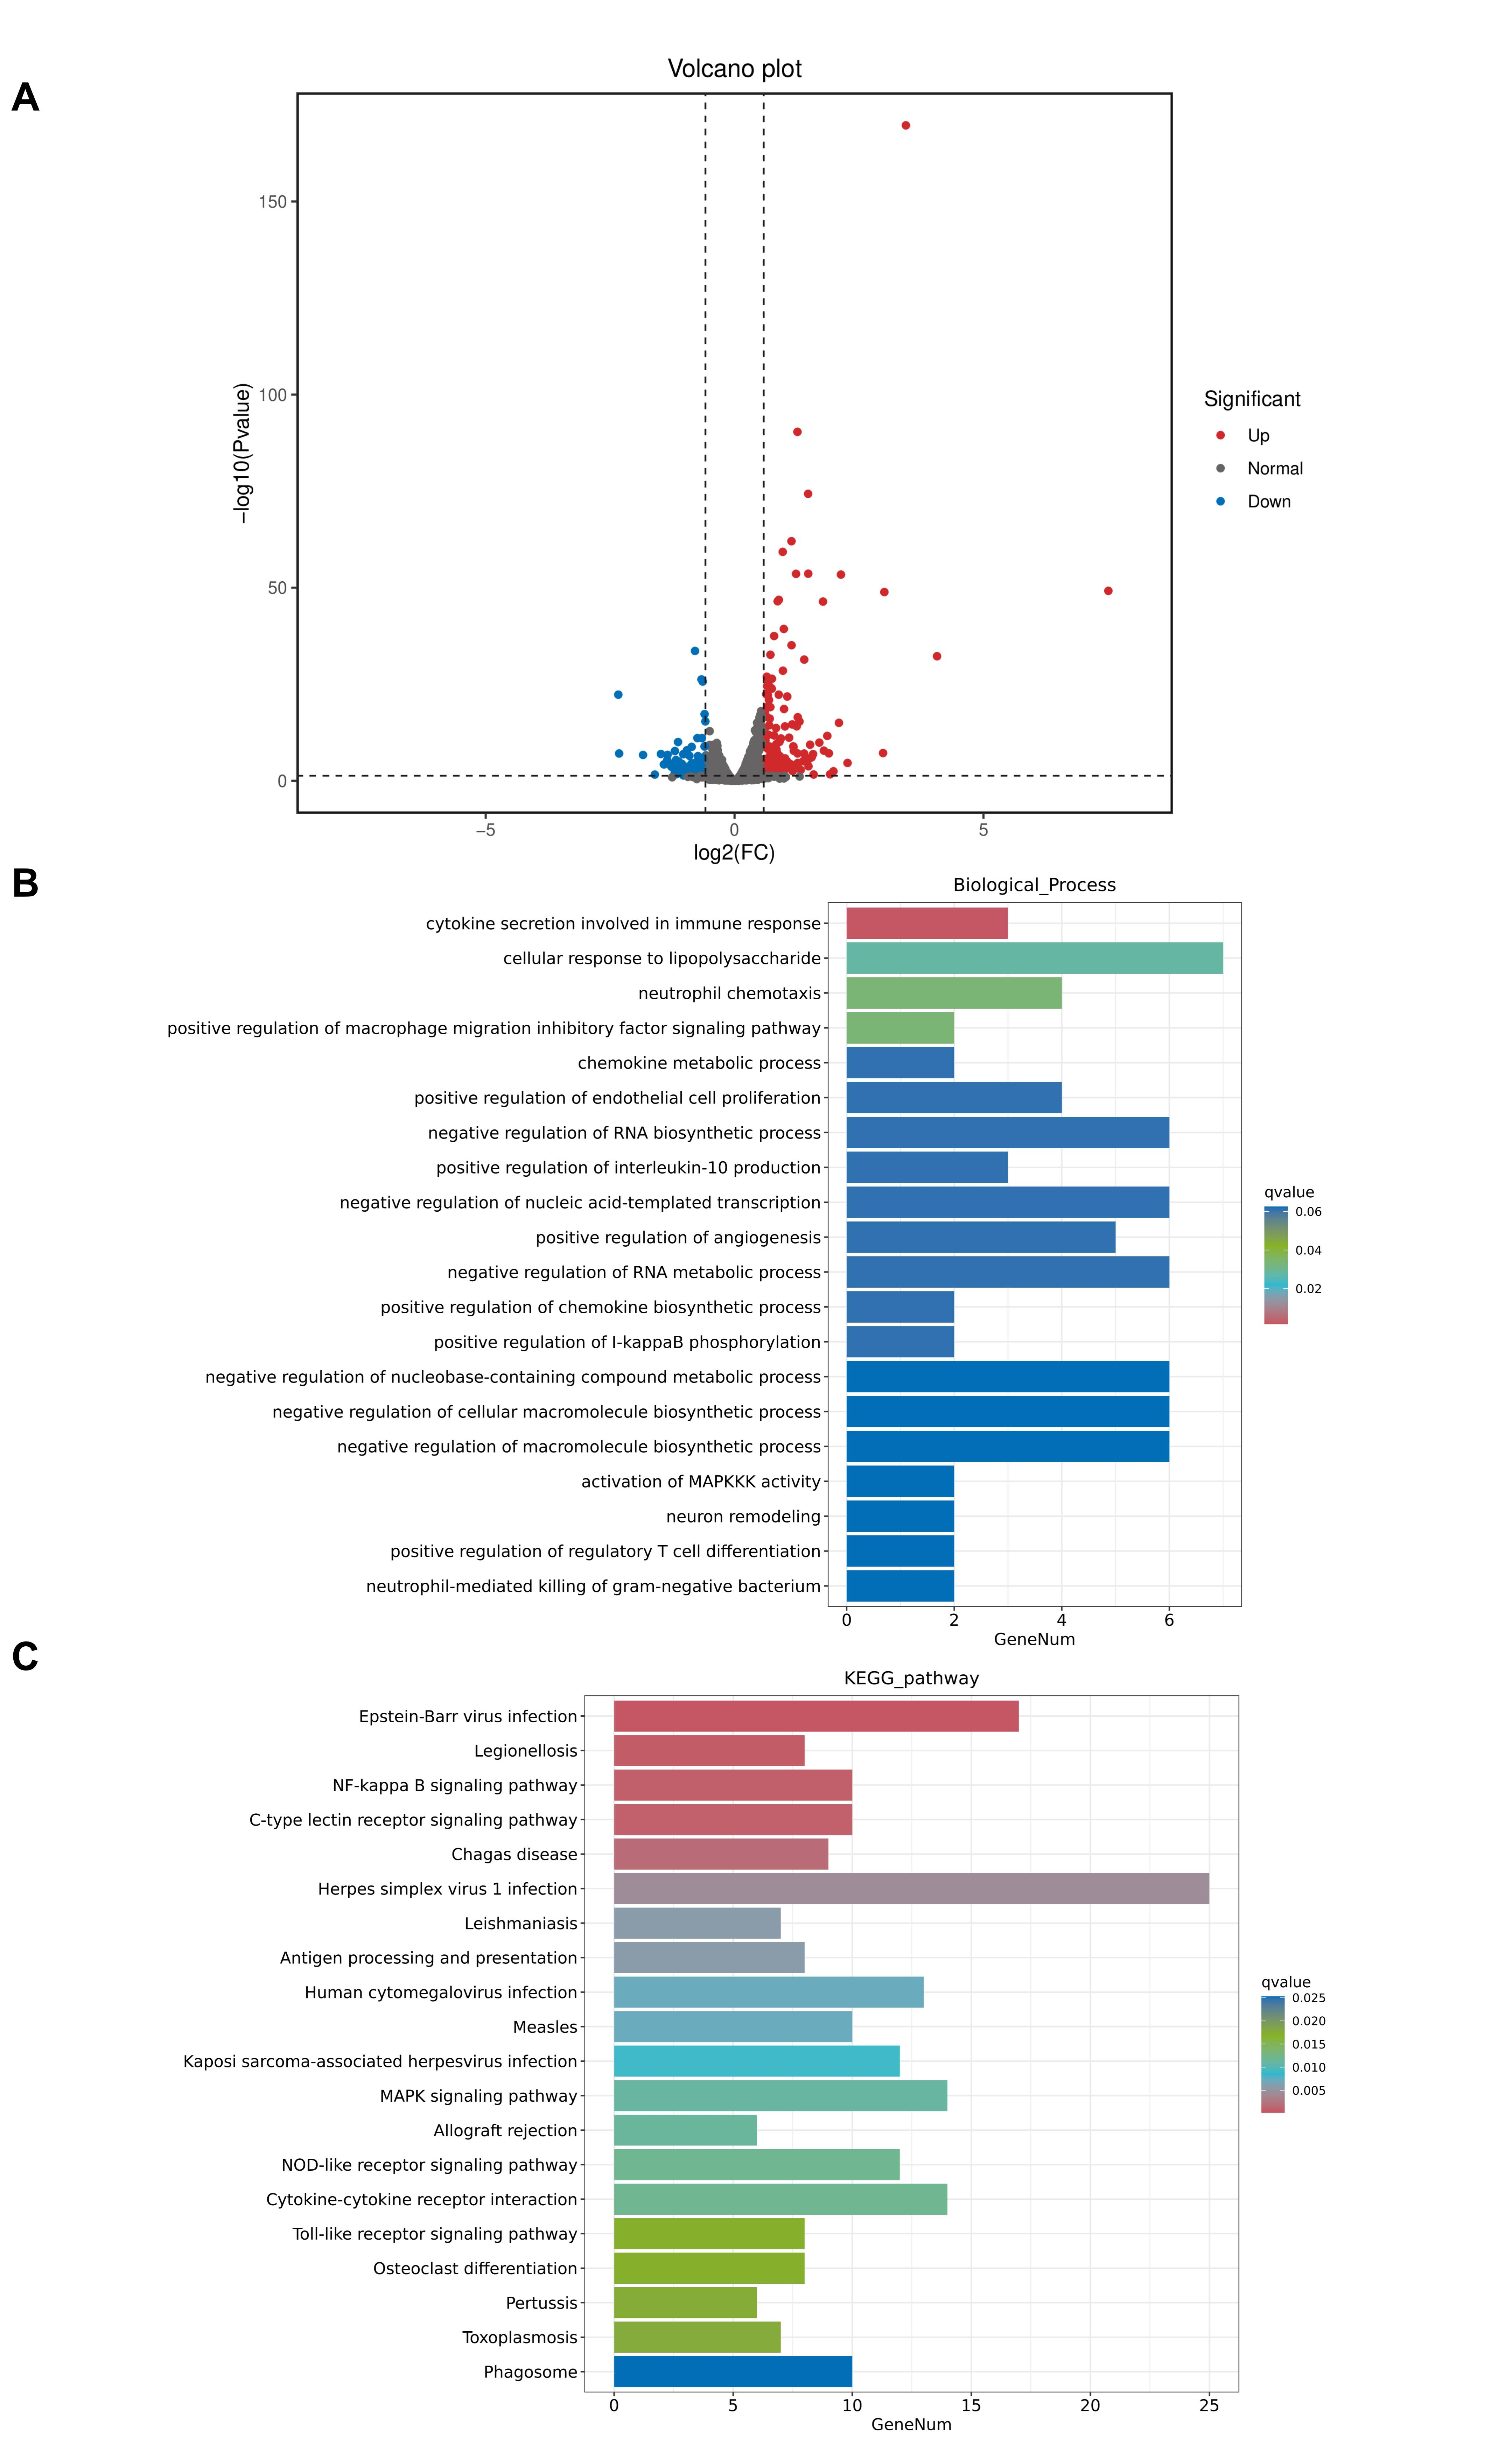 A
Volcano plot
150
100
50
0
−log10(Pvalue)
−5
0
5
log2(FC)
Significant
Up
Normal
Down
B
Biological_Process
cytokine secretion involved in immune response
cellular response to lipopolysaccharide
neutrophil chemotaxis
positive regulation of macrophage migration inhibitory factor signaling pathway
chemokine metabolic process
positive regulation of endothelial cell proliferation
negative regulation of RNA biosynthetic process
positive regulation of interleukin-10 production
negative regulation of nucleic acid-templated transcription
positive regulation of angiogenesis
negative regulation of RNA metabolic process
positive regulation of chemokine biosynthetic process
positive regulation of I-kappaB phosphorylation
negative regulation of nucleobase-containing compound metabolic process
negative regulation of cellular macromolecule biosynthetic process
negative regulation of macromolecule biosynthetic process
activation of MAPKKK activity
neuron remodeling
positive regulation of regulatory T cell differentiation
neutrophil-mediated killing of gram-negative bacterium
0
2
4
6
GeneNum
qvalue
0.06
0.04
0.02
C
KEGG_pathway
Epstein-Barr virus infection
Legionellosis
NF-kappa B signaling pathway
C-type lectin receptor signaling pathway
Chagas disease
Herpes simplex virus 1 infection
Leishmaniasis
Antigen processing and presentation
Human cytomegalovirus infection
Measles
Kaposi sarcoma-associated herpesvirus infection
MAPK signaling pathway
Allograft rejection
NOD-like receptor signaling pathway
Cytokine-cytokine receptor interaction
Toll-like receptor signaling pathway
Osteoclast differentiation
Pertussis
Toxoplasmosis
Phagosome
0
5
10
15
20
25
GeneNum
qvalue
0.025
0.020
0.015
0.010
0.005